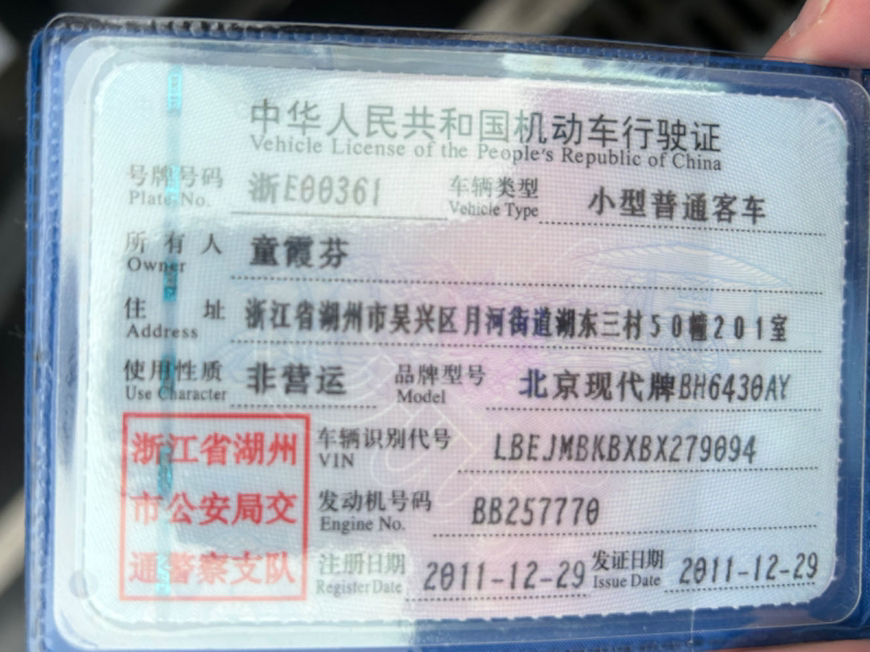 中华人民共和国机动车行驶证
Vehicle License of the People's Republic of China
号牌号码 浙E00361 车辆类型 小型普通客车
Plate No. Vehicle Type
所有人 童霞芬
Owner
住址 浙江省湖州市吴兴区月河街道湖东三村50幢201室
Address
使用性质 非营运 品牌型号 北京现代牌BH6430AY
Use Character Model
浙江省湖州 车辆识别代号 LBEJMBKBXBX279094
VIN
市公安局交 发动机号码 BB257770
Engine No.
通警察支队 注册日期 2011-12-29 发证日期 2011-12-29
Register Date Issue Date